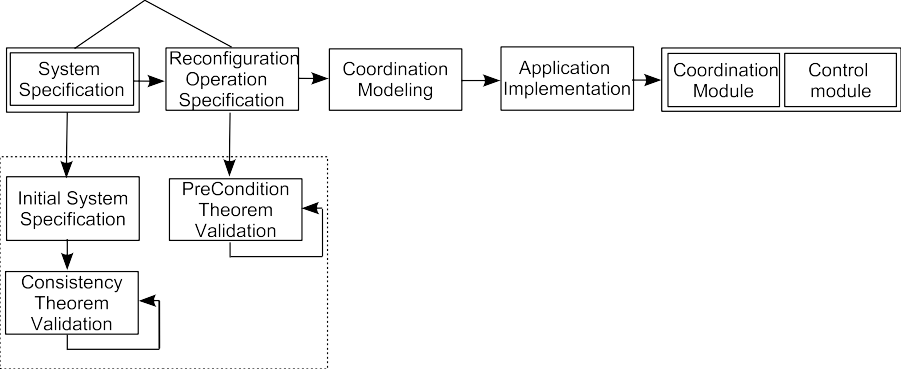 System
Specification
Reconfiguration
Operation
Specification
Coordination
Modeling
Application
Implementation
Coordination
Module
Control
module
Initial System
Specification
PreCondition
Theorem
Validation
Consistency
Theorem
Validation